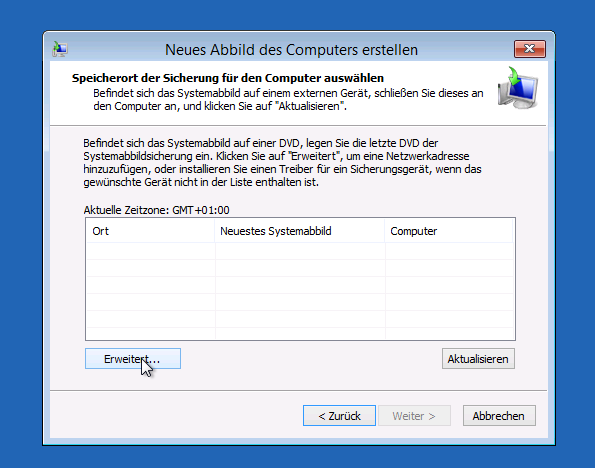 Neues Abbild des Computers erstellen
Speicherort der Sicherung für den Computer auswählen
Befindet sich das Systemabbild auf einem externen Gerät, schließen Sie dieses an
den Computer an, und klicken Sie auf "Aktualisieren".
Befindet sich das Systemabbild auf einer DVD, legen Sie die letzte DVD der
Systemabbildsicherung ein. Klicken Sie auf "Erweitert", um eine Netzwerkadresse
hinzuzufügen, oder installieren Sie einen Treiber für ein Sicherungsgerät, wenn das
gewünschte Gerät nicht in der Liste enthalten ist.
Aktuelle Zeitzone: GMT+01:00
Ort Neuestes Systemabbild Computer
Erweitert... Aktualisieren
< Zurück Weiter > Abbrechen